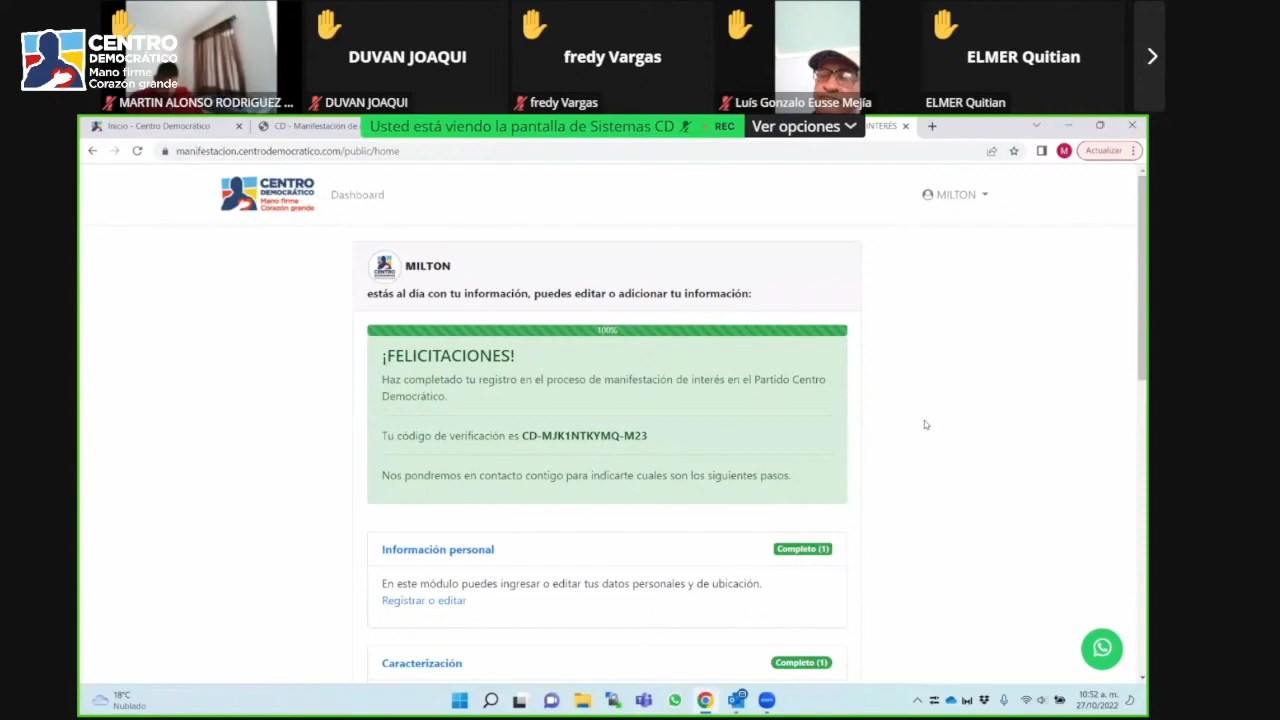 CENTRO
DEMOCRÁTICO
Mano firme
Corazón grande
DUVAN JOAQUI
fredy Vargas
ELMER Quitian
MARTIN ALONSO RODRIGUEZ ...
DUVAN JOAQUI
fredy Vargas
Luís Gonzalo Eusse Mejía
ELMER Quitian
Inicio - Centro Democrático
CD - Manifestación de
Usted está viendo la pantalla de Sistemas CD
REC
Ver opciones
INTERÉS
manifestacion.centrodemocratico.com/public/home
M
Actualizar
CENTRO
DEMOCRÁTICO
Mano firme
Corazón grande
Dashboard
MILTON
MILTON
estás al día con tu información, puedes editar o adicionar tu información:
100%
¡FELICITACIONES!
Haz completado tu registro en el proceso de manifestación de interés en el Partido Centro
Democrático.
Tu código de verificación es CD-MJK1NTKYMQ-M23
Nos pondremos en contacto contigo para indicarte cuales son los siguientes pasos.
Información personal
Completo (1)
En este módulo puedes ingresar o editar tus datos personales y de ubicación.
Registrar o editar
Caracterización
Completo (1)
18°C
Nublado
10:52 a. m.
27/10/2022